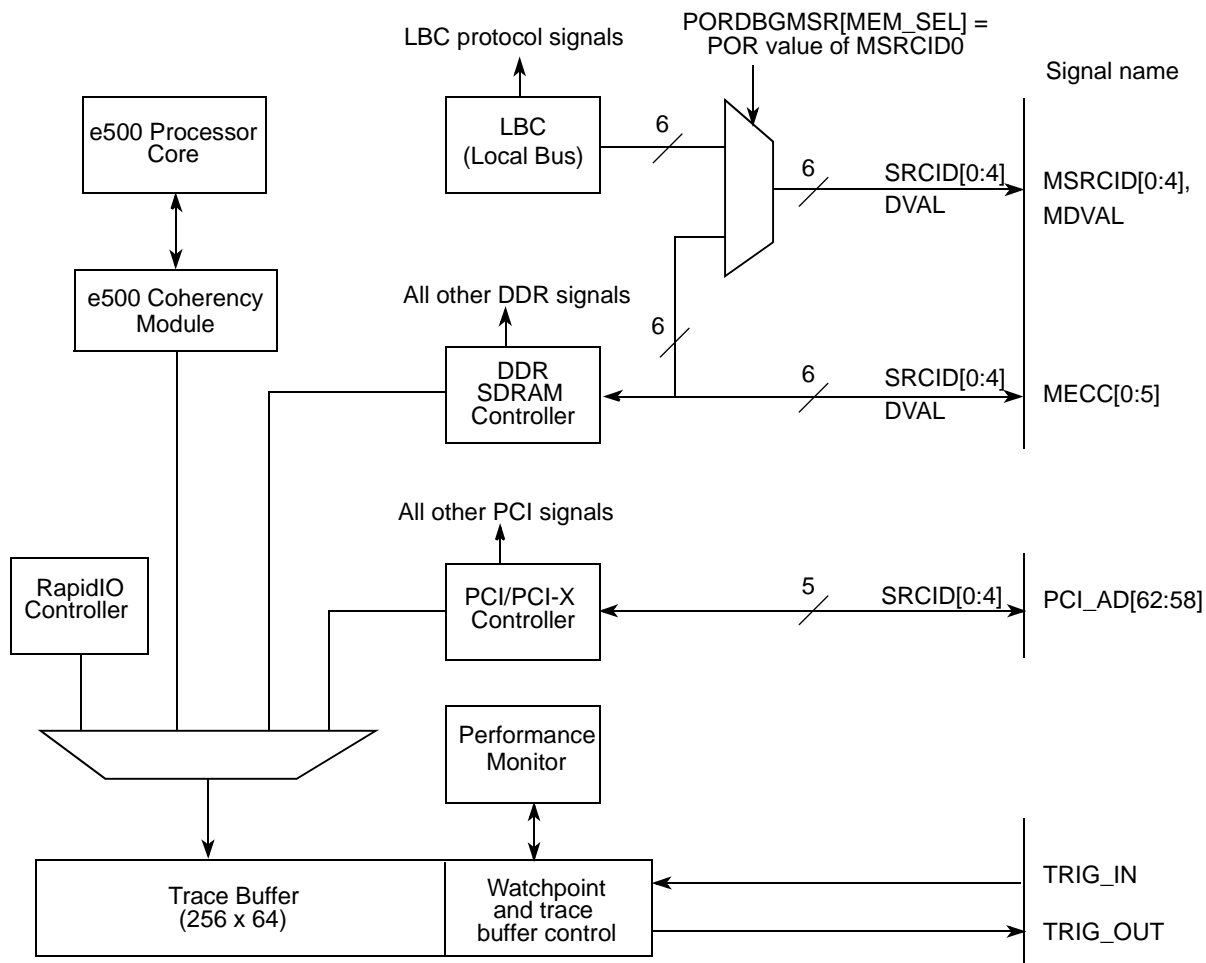 PORDBGMSR[MEM_SEL] =
POR value of MSRCID0
LBC protocol signals
Signal name
e500 Processor
Core
LBC
(Local Bus)
6
6
SRCID[0:4]
DVAL
MSRCID[0:4],
MDVAL
e500 Coherency
Module
All other DDR signals
6
DDR
SDRAM
Controller
6
SRCID[0:4]
DVAL
MECC[0:5]
All other PCI signals
RapidIO
Controller
PCI/PCI-X
Controller
5
SRCID[0:4]
PCI_AD[62:58]
Performance
Monitor
Trace Buffer
(256 x 64)
Watchpoint
and trace
buffer control
TRIG_IN
TRIG_OUT